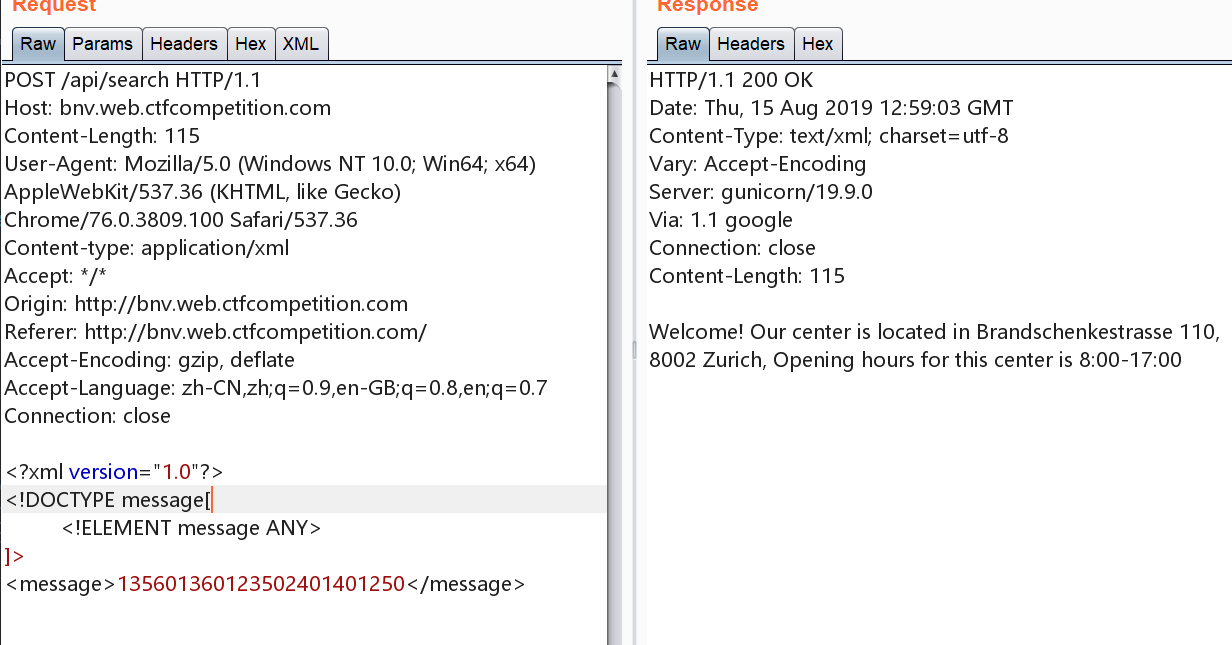 Request
Raw Params Headers Hex XML
POST /api/search HTTP/1.1
Host: bnv.web.ctfcompetition.com
Content-Length: 115
User-Agent: Mozilla/5.0 (Windows NT 10.0; Win64; x64)
AppleWebKit/537.36 (KHTML, like Gecko)
Chrome/76.0.3809.100 Safari/537.36
Content-type: application/xml
Accept: */*
Origin: http://bnv.web.ctfcompetition.com
Referer: http://bnv.web.ctfcompetition.com/
Accept-Encoding: gzip, deflate
Accept-Language: zh-CN,zh;q=0.9,en-GB;q=0.8,en;q=0.7
Connection: close
<?xml version="1.0"?>
<!DOCTYPE message[
<!ELEMENT message ANY>
]>
<message>135601360123502401401250</message>
Response
Raw Headers Hex
HTTP/1.1 200 OK
Date: Thu, 15 Aug 2019 12:59:03 GMT
Content-Type: text/xml; charset=utf-8
Vary: Accept-Encoding
Server: gunicorn/19.9.0
Via: 1.1 google
Connection: close
Content-Length: 115
Welcome! Our center is located in Brandschenkestrasse 110,
8002 Zurich, Opening hours for this center is 8:00-17:00